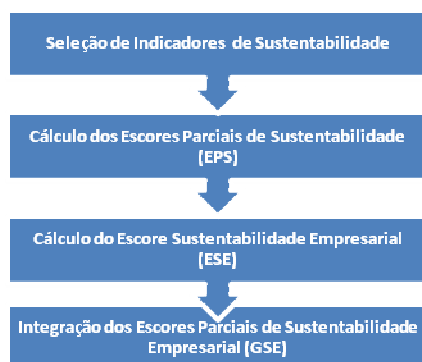 Seleção de Indicadores de Sustentabilidade
Cálculo dos Escores Parciais de Sustentabilidade
(EPS)
Cálculo do Escore Sustentabilidade Empresarial
(ESE)
Integração dos Escores Parciais de Sustentabilidade
Empresarial (GSE)